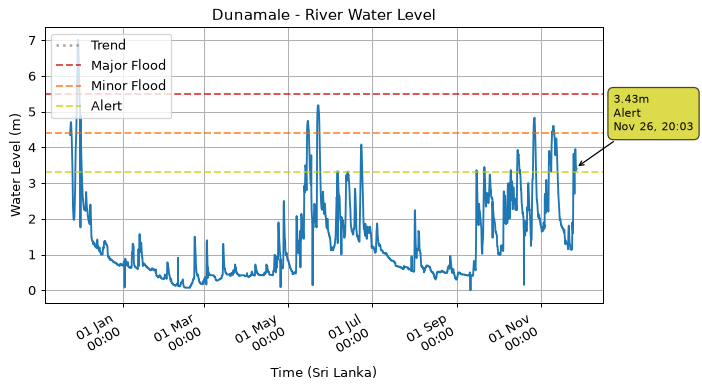 Dunamale - River Water Level
Water Level (m)
7
6
5
4
3
2
1
0
Trend
Major Flood
Minor Flood
Alert
3.43m
Alert
Nov 26, 20:03
01 Jan
00:00
01 Mar
00:00
01 May
00:00
01 Jul
00:00
01 Sep
00:00
01 Nov
00:00
Time (Sri Lanka)